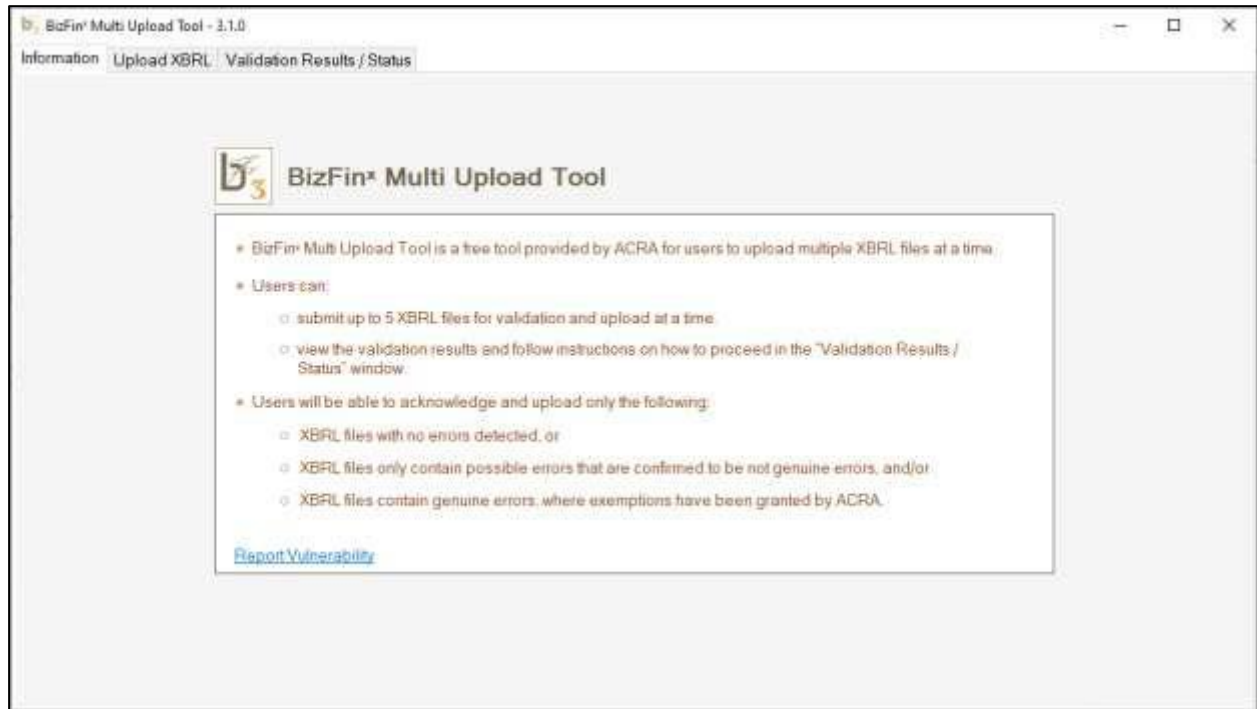 BizFinˣ Multi Upload Tool - 3.1.0
Information Upload XBRL Validation Results / Status
b 3 BizFinˣ Multi Upload Tool
BizFinˣ Multi Upload Tool is a free tool provided by ACRA for users to upload multiple XBRL files at a time.
Users can:
submit up to 5 XBRL files for validation and upload at a time
view the validation results and follow instructions on how to proceed in the "Validation Results /
Status" window.
Users will be able to acknowledge and upload only the following:
XBRL files with no errors detected, or
XBRL files only contain possible errors that are confirmed to be not genuine errors, and/or
XBRL files contain genuine errors, where exemptions have been granted by ACRA.
Report Vulnerability